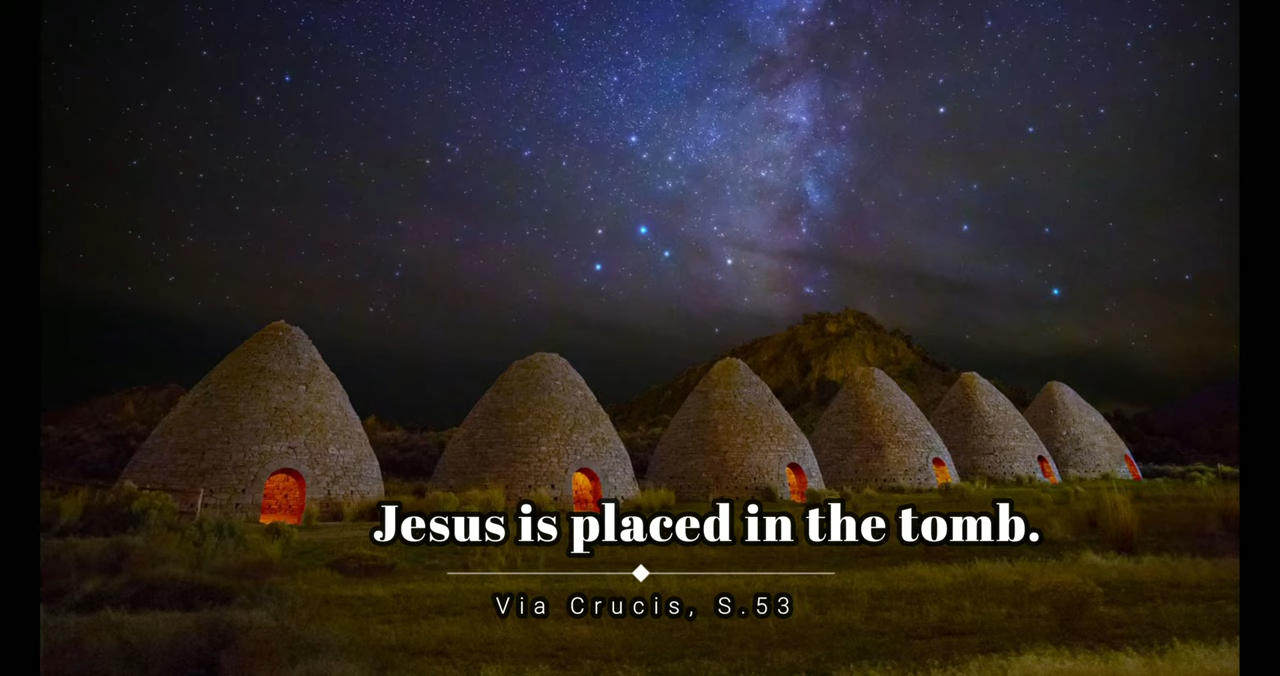 Jesus is placed in the tomb.
Via Crucis, S.53